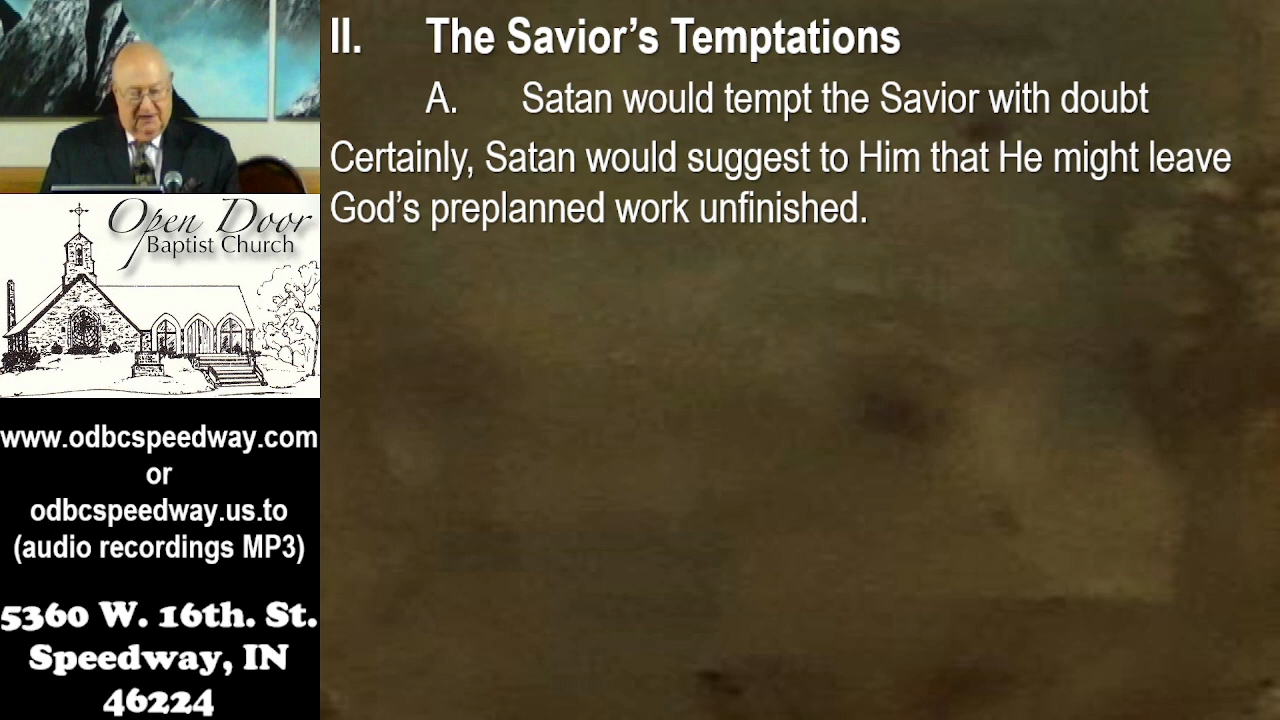 II. The Savior’s Temptations
A. Satan would tempt the Savior with doubt
Certainly, Satan would suggest to Him that He might leave
God’s preplanned work unfinished.
Open Door
Baptist Church
www.odbcspeedway.com
or
odbcspeedway.us.to
(audio recordings MP3)
5360 W. 16th. St.
Speedway, IN
46224